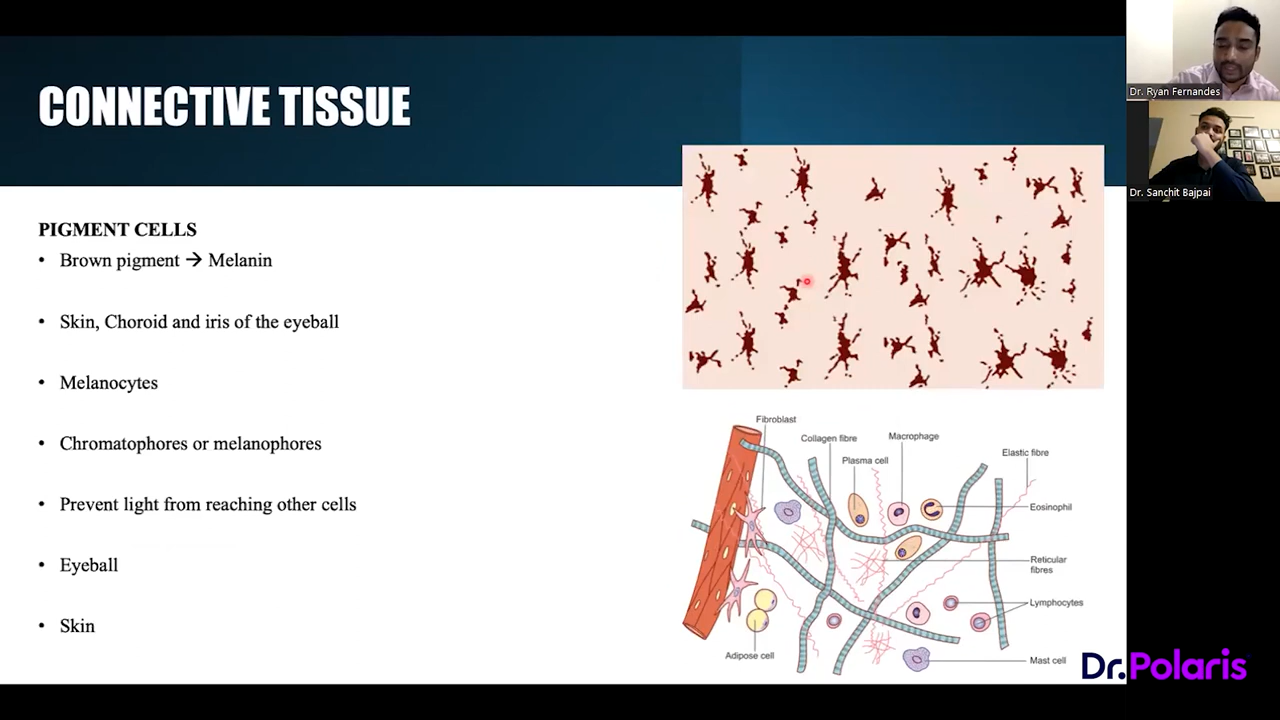 CONNECTIVE TISSUE
PIGMENT CELLS
• Brown pigment → Melanin
• Skin, Choroid and iris of the eyeball
• Melanocytes
• Chromatophores or melanophores
• Prevent light from reaching other cells
• Eyeball
• Skin
Fibroblast
Collagen fibre
Macrophage
Plasma cell
Elastic fibre
Eosinophil
Reticular
fibres
Lymphocytes
Adipose cell
Mast cell
Dr. Ryan Fernandes
Dr. Sanchit Bajpai
Dr.Polaris